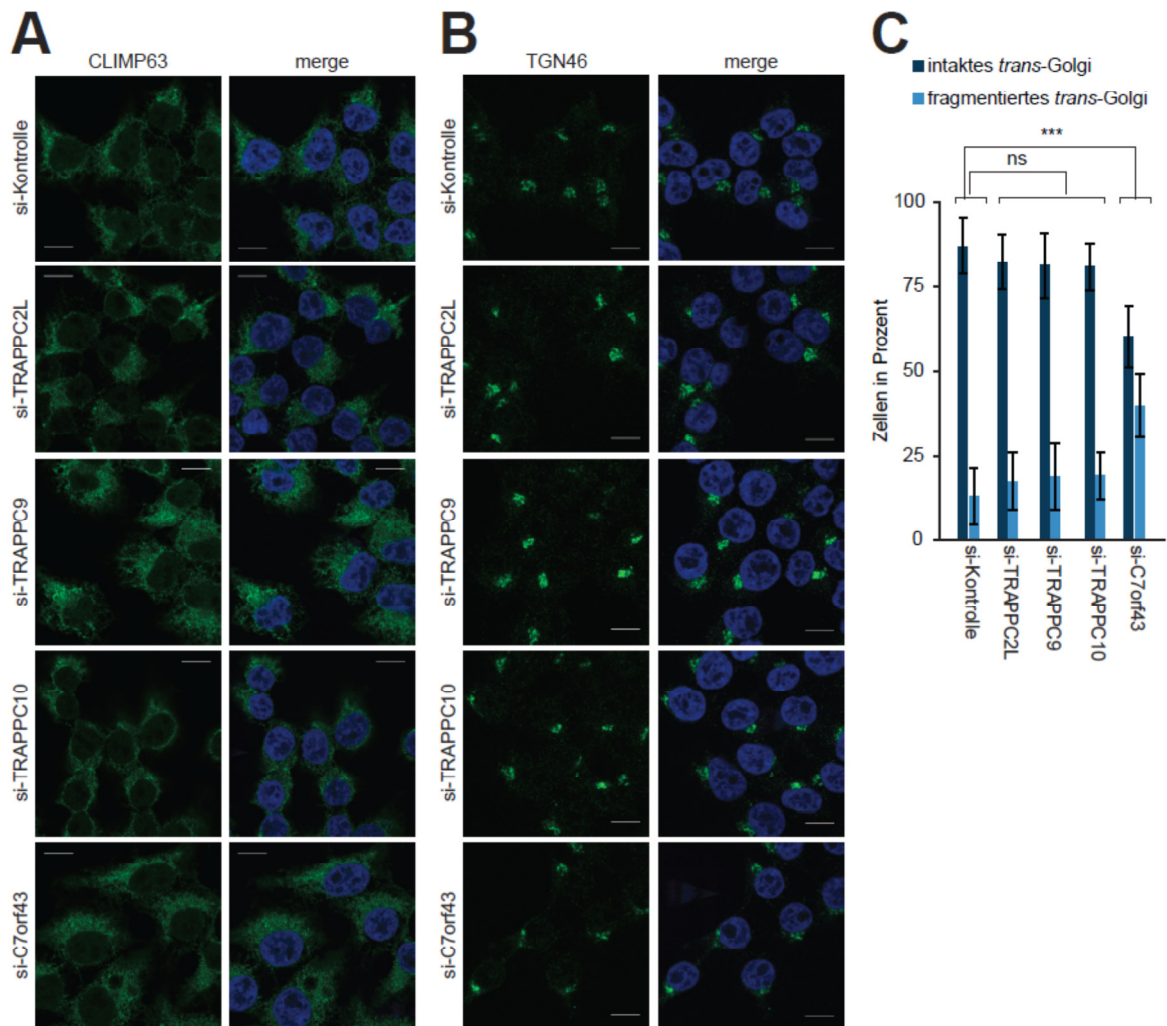 A
CLIMP63
merge
si-Kontrolle
si-TRAPPC2L
si-TRAPPC9
si-TRAPPC10
si-C7orf43
B
TGN46
merge
si-Kontrolle
si-TRAPPC2L
si-TRAPPC9
si-TRAPPC10
si-C7orf43
C
intaktes trans-Golgi
fragmentiertes trans-Golgi
***
ns
Zellen in Prozent
100
75
50
25
0
si-Kontrolle
si-TRAPPC2L
si-TRAPPC9
si-TRAPPC10
si-C7orf43